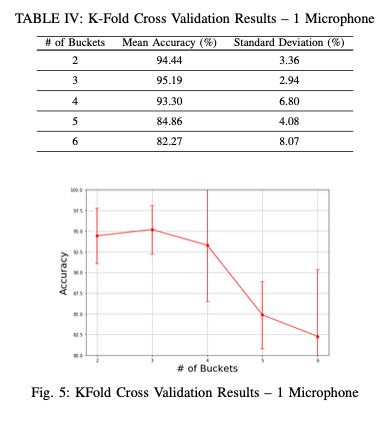 TABLE IV: K-Fold Cross Validation Results – 1 Microphone
# of Buckets Mean Accuracy (%) Standard Deviation (%)
2 94.44 3.36
3 95.19 2.94
4 93.30 6.80
5 84.86 4.08
6 82.27 8.07
100.0
97.5
95.0
92.5
90.0
87.5
85.0
82.5
80.0
Accuracy
2 3 4 5 6
# of Buckets
Fig. 5: KFold Cross Validation Results – 1 Microphone